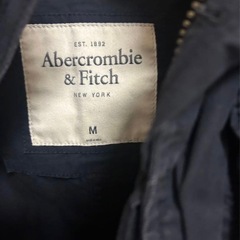 EST. 1892
Abercrombie
& Fitch
NEW YORK
M